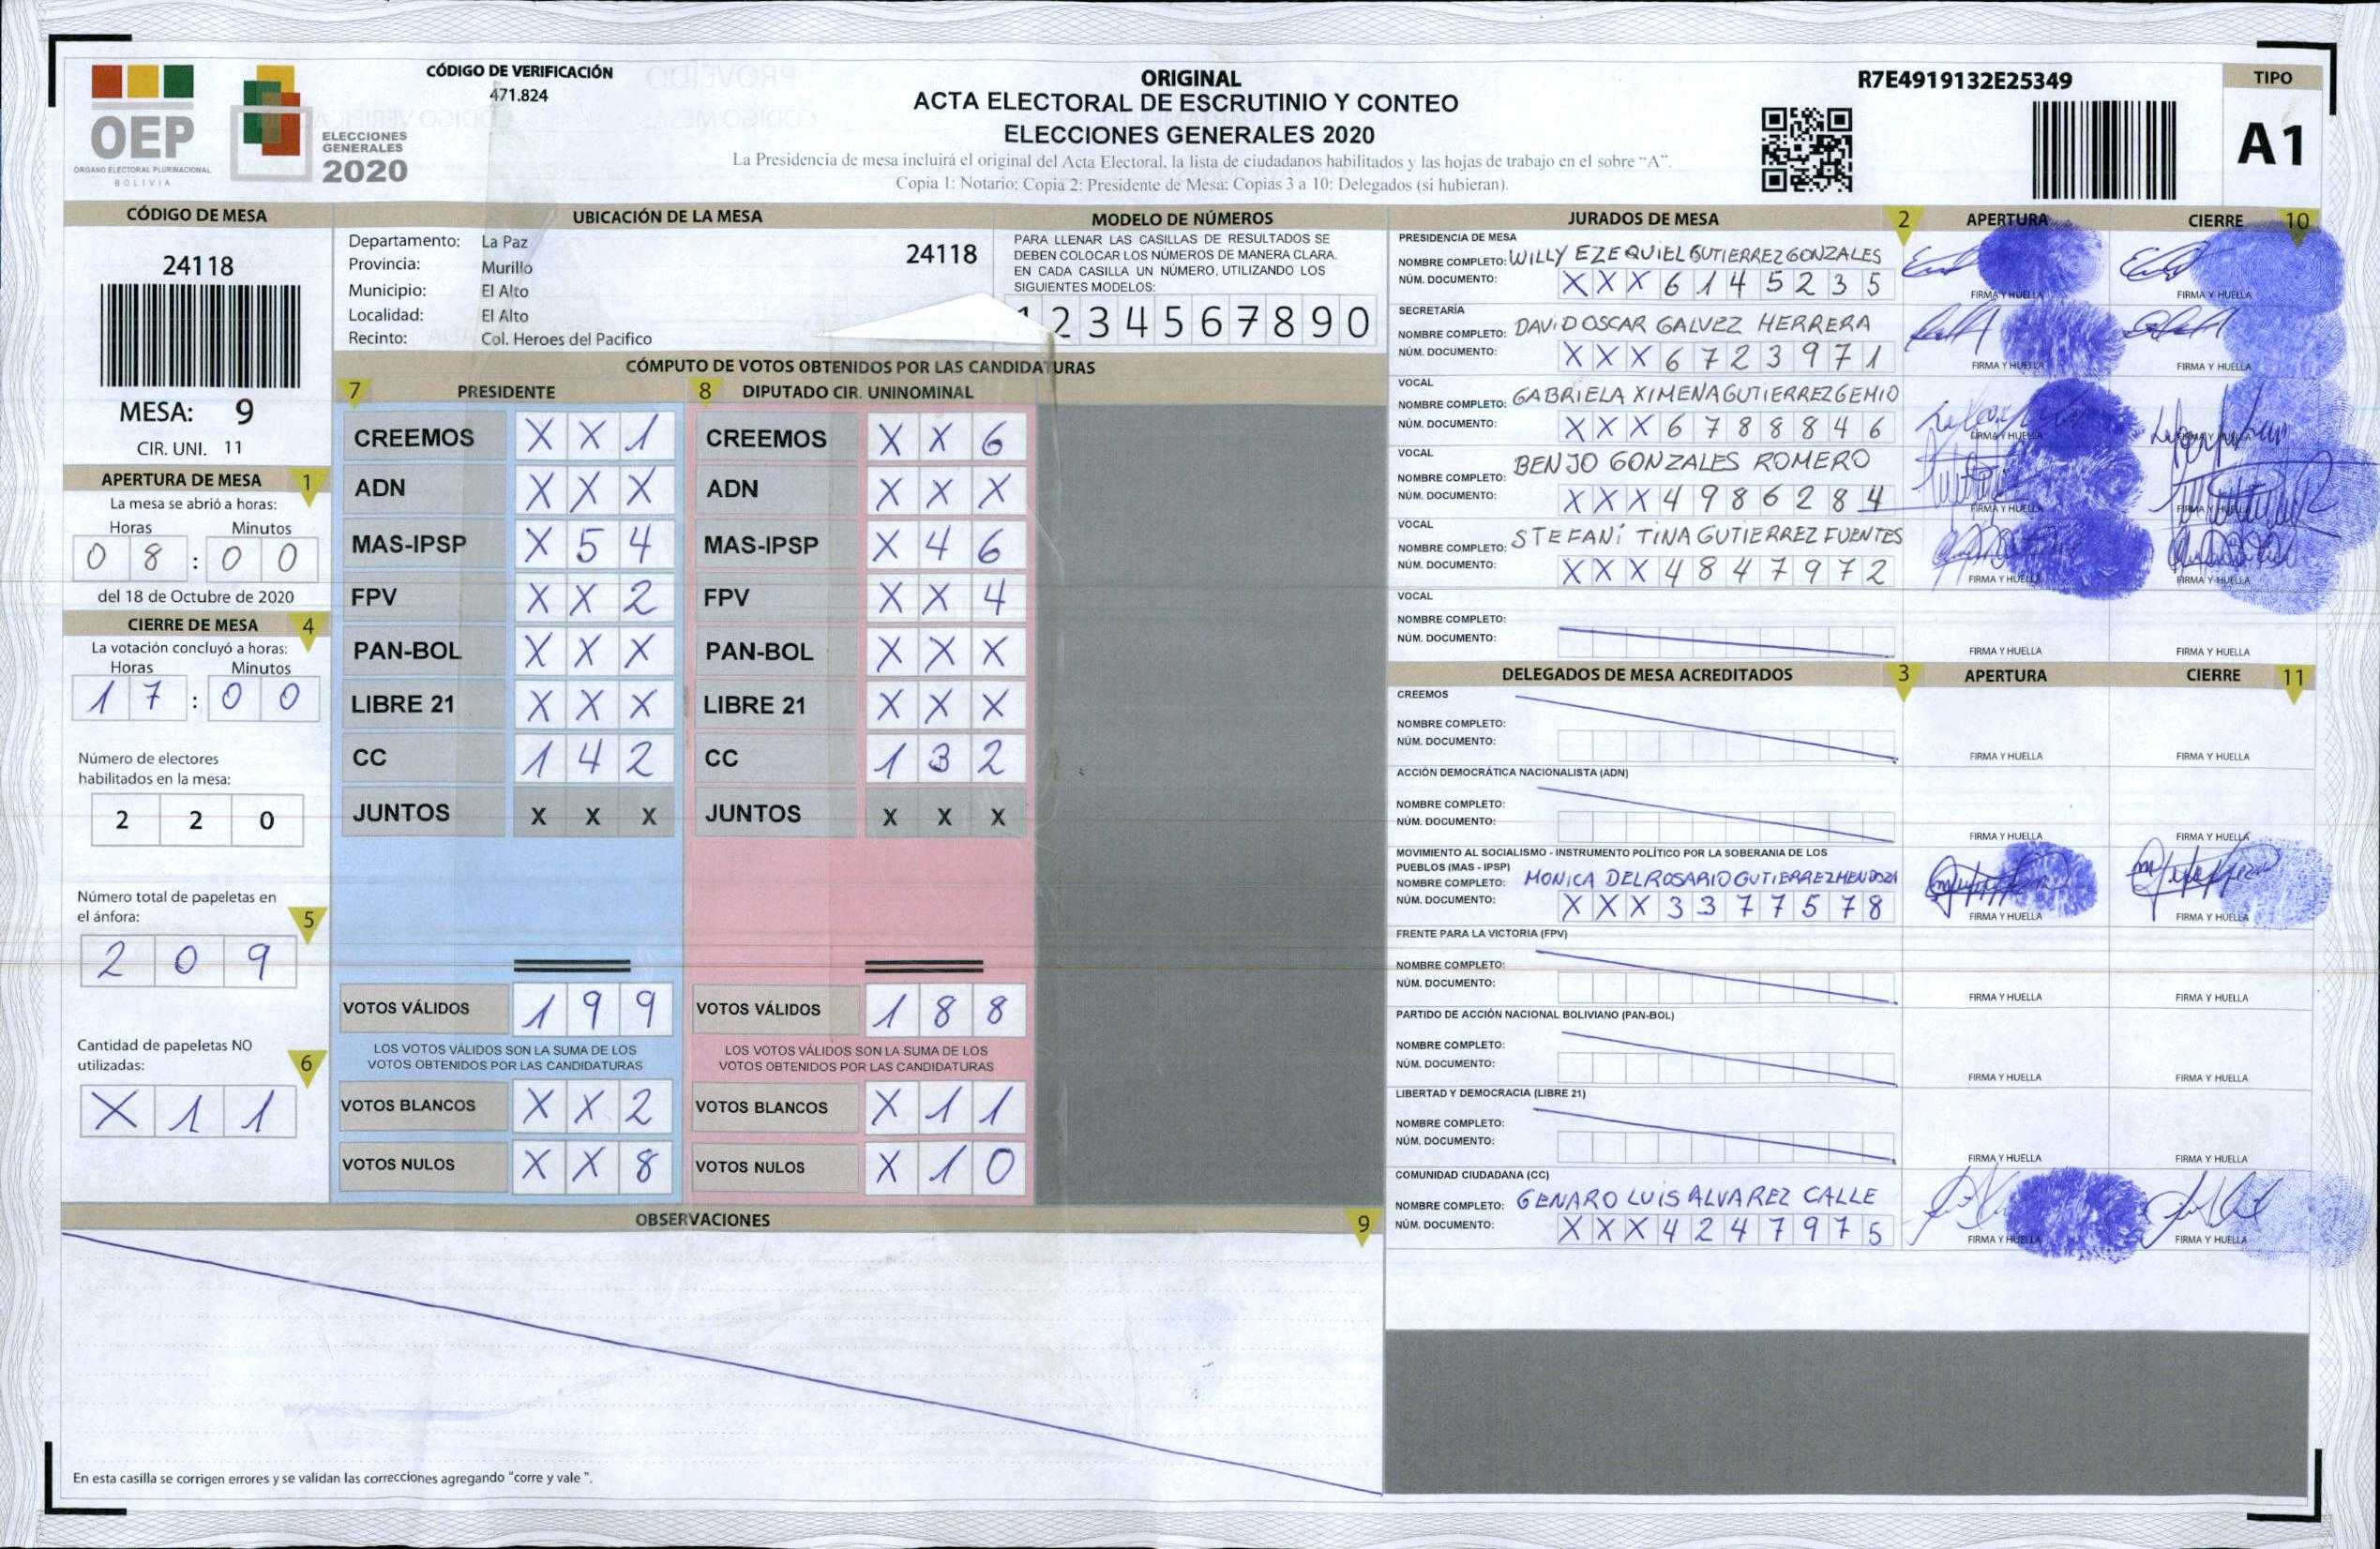 OEP
ÓRGANO ELECTORAL PLURINACIONAL
BOLIVIA
ELECCIONES
GENERALES
2020
CÓDIGO DE VERIFICACIÓN
471.824
ORIGINAL
ACTA ELECTORAL DE ESCRUTINIO Y CONTEO
ELECCIONES GENERALES 2020
La Presidencia de mesa incluirá el original del Acta Electoral, la lista de ciudadanos habilitados y las hojas de trabajo en el sobre "A".
Copia 1: Notario: Copia 2: Presidente de Mesa: Copias 3 a 10: Delegados (si hubieran).
R7E4919132E25349
TIPO
A1
CÓDIGO DE MESA
24118
MESA: 9
CIR. UNI. 11
APERTURA DE MESA 1
La mesa se abrió a horas:
Horas Minutos
0 8 : 0 0
del 18 de Octubre de 2020
CIERRE DE MESA 4
La votación concluyó a horas:
Horas Minutos
1 7 : 0 0
Número de electores
habilitados en la mesa:
2 2 0
Número total de papeletas en
el ánfora: 5
2 0 9
Cantidad de papeletas NO
utilizadas: 6
X 1 1
UBICACIÓN DE LA MESA
Departamento: La Paz
24118
Provincia: Murillo
Municipio: El Alto
Localidad: El Alto
Recinto: Col. Heroes del Pacifico
MODELO DE NÚMEROS
PARA LLENAR LAS CASILLAS DE RESULTADOS SE
DEBEN COLOCAR LOS NÚMEROS DE MANERA CLARA.
EN CADA CASILLA UN NÚMERO, UTILIZANDO LOS
SIGUIENTES MODELOS:
1 2 3 4 5 6 7 8 9 0
CÓMPUTO DE VOTOS OBTENIDOS POR LAS CANDIDATURAS
7 PRESIDENTE 8 DIPUTADO CIR. UNINOMINAL
CREEMOS X X 1 CREEMOS X X 6
ADN X X X ADN X X X
MAS-IPSP X 5 4 MAS-IPSP X 4 6
FPV X X 2 FPV X X 4
PAN-BOL X X X PAN-BOL X X X
LIBRE 21 X X X LIBRE 21 X X X
CC 1 4 2 CC 1 3 2
JUNTOS X X X JUNTOS X X X
VOTOS VÁLIDOS 1 9 9 VOTOS VÁLIDOS 1 8 8
LOS VOTOS VÁLIDOS SON LA SUMA DE LOS LOS VOTOS VÁLIDOS SON LA SUMA DE LOS
VOTOS OBTENIDOS POR LAS CANDIDATURAS VOTOS OBTENIDOS POR LAS CANDIDATURAS
VOTOS BLANCOS X X 2 VOTOS BLANCOS X 1 1
VOTOS NULOS X X 8 VOTOS NULOS X 1 0
OBSERVACIONES 9
En esta casilla se corrigen errores y se validan las correcciones agregando "corre y vale ".
JURADOS DE MESA 2 APERTURA CIERRE 10
PRESIDENCIA DE MESA
NOMBRE COMPLETO: WILLY EZEQUIEL GUTIERREZ GONZALES
NÚM. DOCUMENTO: X X X 6 1 4 5 2 3 5
FIRMA Y HUELLA FIRMA Y HUELLA
SECRETARÍA
NOMBRE COMPLETO: DAVID OSCAR GALVEZ HERRERA
NÚM. DOCUMENTO: X X X 6 7 2 3 9 7 1
FIRMA Y HUELLA FIRMA Y HUELLA
VOCAL
NOMBRE COMPLETO: GABRIELA XIMENA GUTIERREZ GEMIO
NÚM. DOCUMENTO: X X X 6 7 8 8 8 4 6
FIRMA Y HUELLA FIRMA Y HUELLA
VOCAL
NOMBRE COMPLETO: BENJO GONZALES ROMERO
NÚM. DOCUMENTO: X X X 4 9 8 6 2 8 4
FIRMA Y HUELLA FIRMA Y HUELLA
VOCAL
NOMBRE COMPLETO: STEFANI TINA GUTIERREZ FUENTES
NÚM. DOCUMENTO: X X X 4 8 4 7 9 7 2
FIRMA Y HUELLA FIRMA Y HUELLA
VOCAL
NOMBRE COMPLETO:
NÚM. DOCUMENTO:
FIRMA Y HUELLA FIRMA Y HUELLA
DELEGADOS DE MESA ACREDITADOS 3 APERTURA CIERRE 11
CREEMOS
NOMBRE COMPLETO:
NÚM. DOCUMENTO:
FIRMA Y HUELLA FIRMA Y HUELLA
ACCIÓN DEMOCRÁTICA NACIONALISTA (ADN)
NOMBRE COMPLETO:
NÚM. DOCUMENTO:
FIRMA Y HUELLA FIRMA Y HUELLA
MOVIMIENTO AL SOCIALISMO - INSTRUMENTO POLÍTICO POR LA SOBERANIA DE LOS
PUEBLOS (MAS - IPSP)
NOMBRE COMPLETO: MONICA DEL ROSARIO GUTIERREZ MENDOZA
NÚM. DOCUMENTO: X X X 3 3 7 7 5 7 8
FIRMA Y HUELLA FIRMA Y HUELLA
FRENTE PARA LA VICTORIA (FPV)
NOMBRE COMPLETO:
NÚM. DOCUMENTO:
FIRMA Y HUELLA FIRMA Y HUELLA
PARTIDO DE ACCIÓN NACIONAL BOLIVIANO (PAN-BOL)
NOMBRE COMPLETO:
NÚM. DOCUMENTO:
FIRMA Y HUELLA FIRMA Y HUELLA
LIBERTAD Y DEMOCRACIA (LIBRE 21)
NOMBRE COMPLETO:
NÚM. DOCUMENTO:
FIRMA Y HUELLA FIRMA Y HUELLA
COMUNIDAD CIUDADANA (CC)
NOMBRE COMPLETO: GENARO LUIS ALVAREZ CALLE
NÚM. DOCUMENTO: X X X 4 2 4 7 9 7 5
FIRMA Y HUELLA FIRMA Y HUELLA